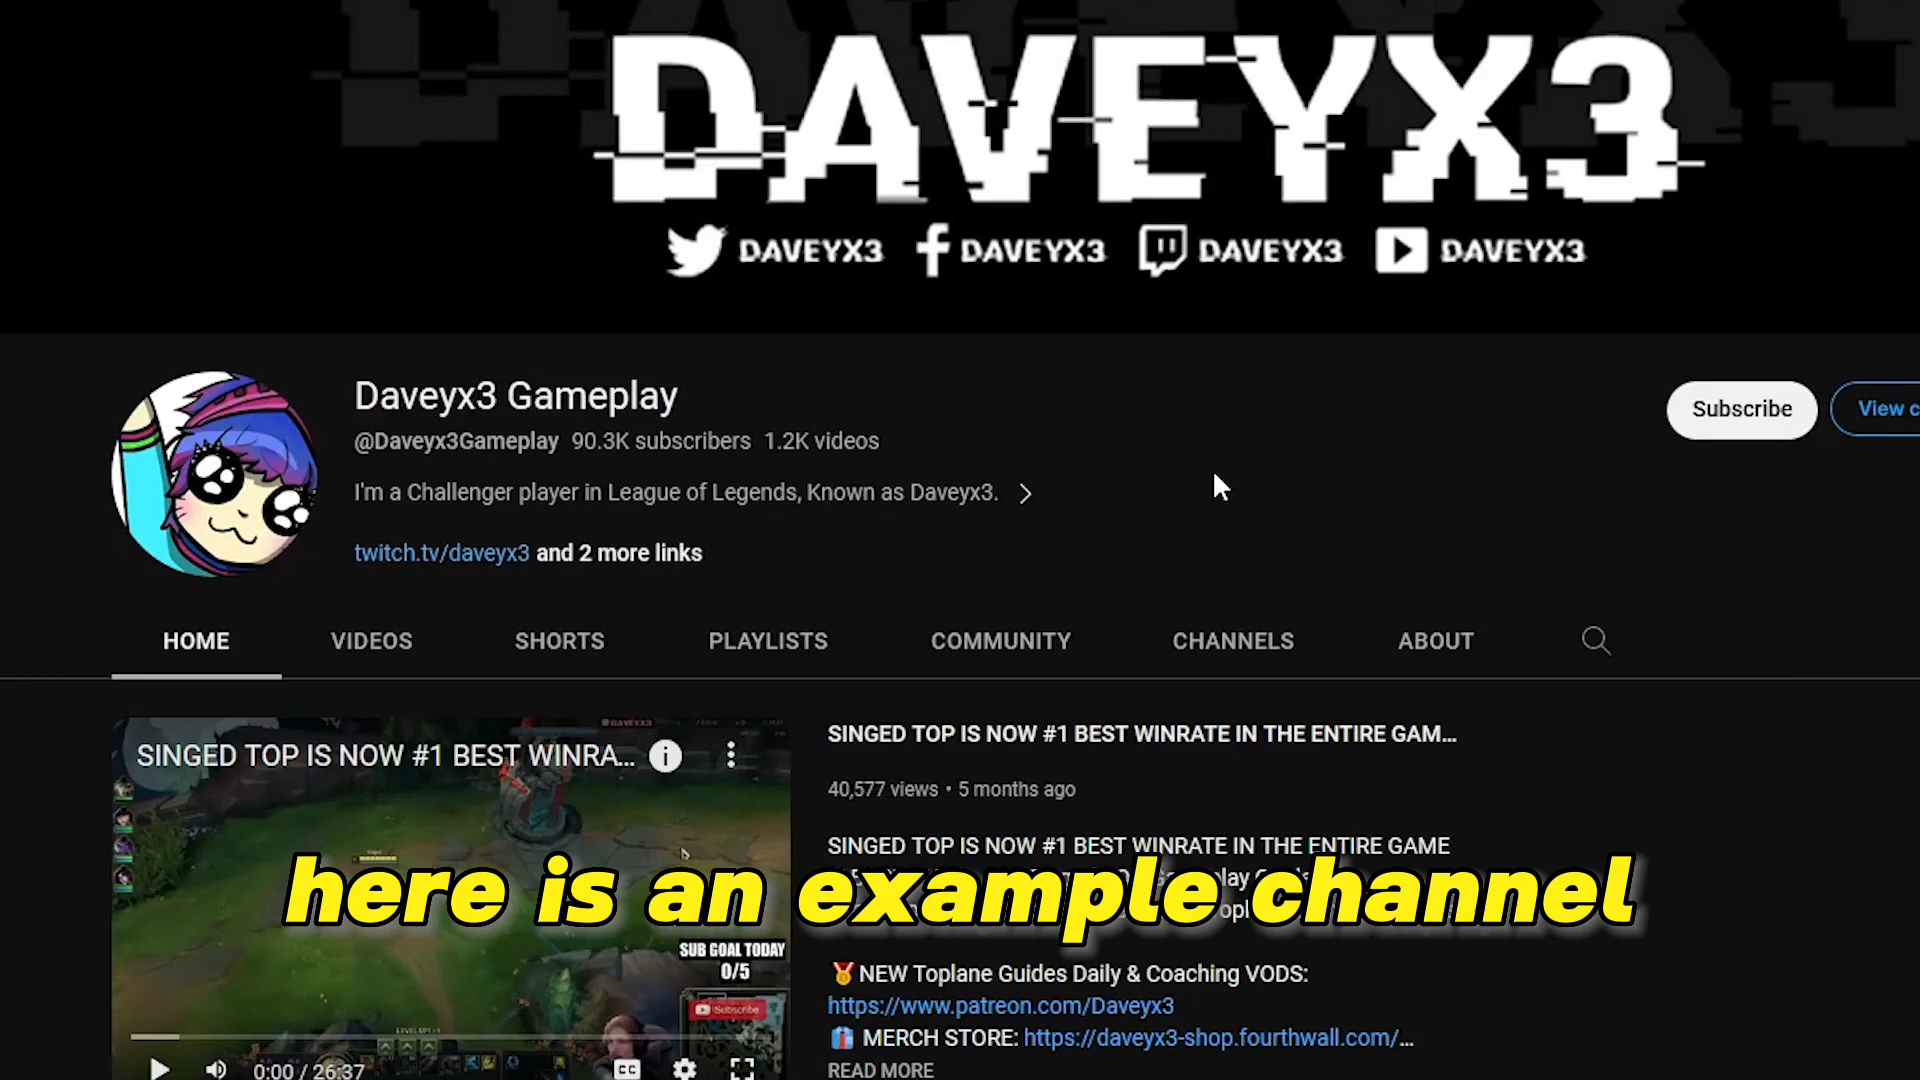 DAVEYX3
DAVEYX3 DAVEYX3 DAVEYX3 DAVEYX3
Daveyx3 Gameplay
@Daveyx3Gameplay 90.3K subscribers 1.2K videos
I'm a Challenger player in League of Legends, Known as Daveyx3.
twitch.tv/daveyx3 and 2 more links
Subscribe
View c
HOME VIDEOS SHORTS PLAYLISTS COMMUNITY CHANNELS ABOUT
SINGED TOP IS NOW #1 BEST WINRA...
SUB GOAL TODAY
0/5
Subscribe
LEVEL UP!
0:00 / 26:37
CC
SINGED TOP IS NOW #1 BEST WINRATE IN THE ENTIRE GAM...
40,577 views • 5 months ago
SINGED TOP IS NOW #1 BEST WINRATE IN THE ENTIRE GAME
here is an example channel
🏅NEW Toplane Guides Daily & Coaching VODS:
https://www.patreon.com/Daveyx3
🎁 MERCH STORE: https://daveyx3-shop.fourthwall.com/...
READ MORE